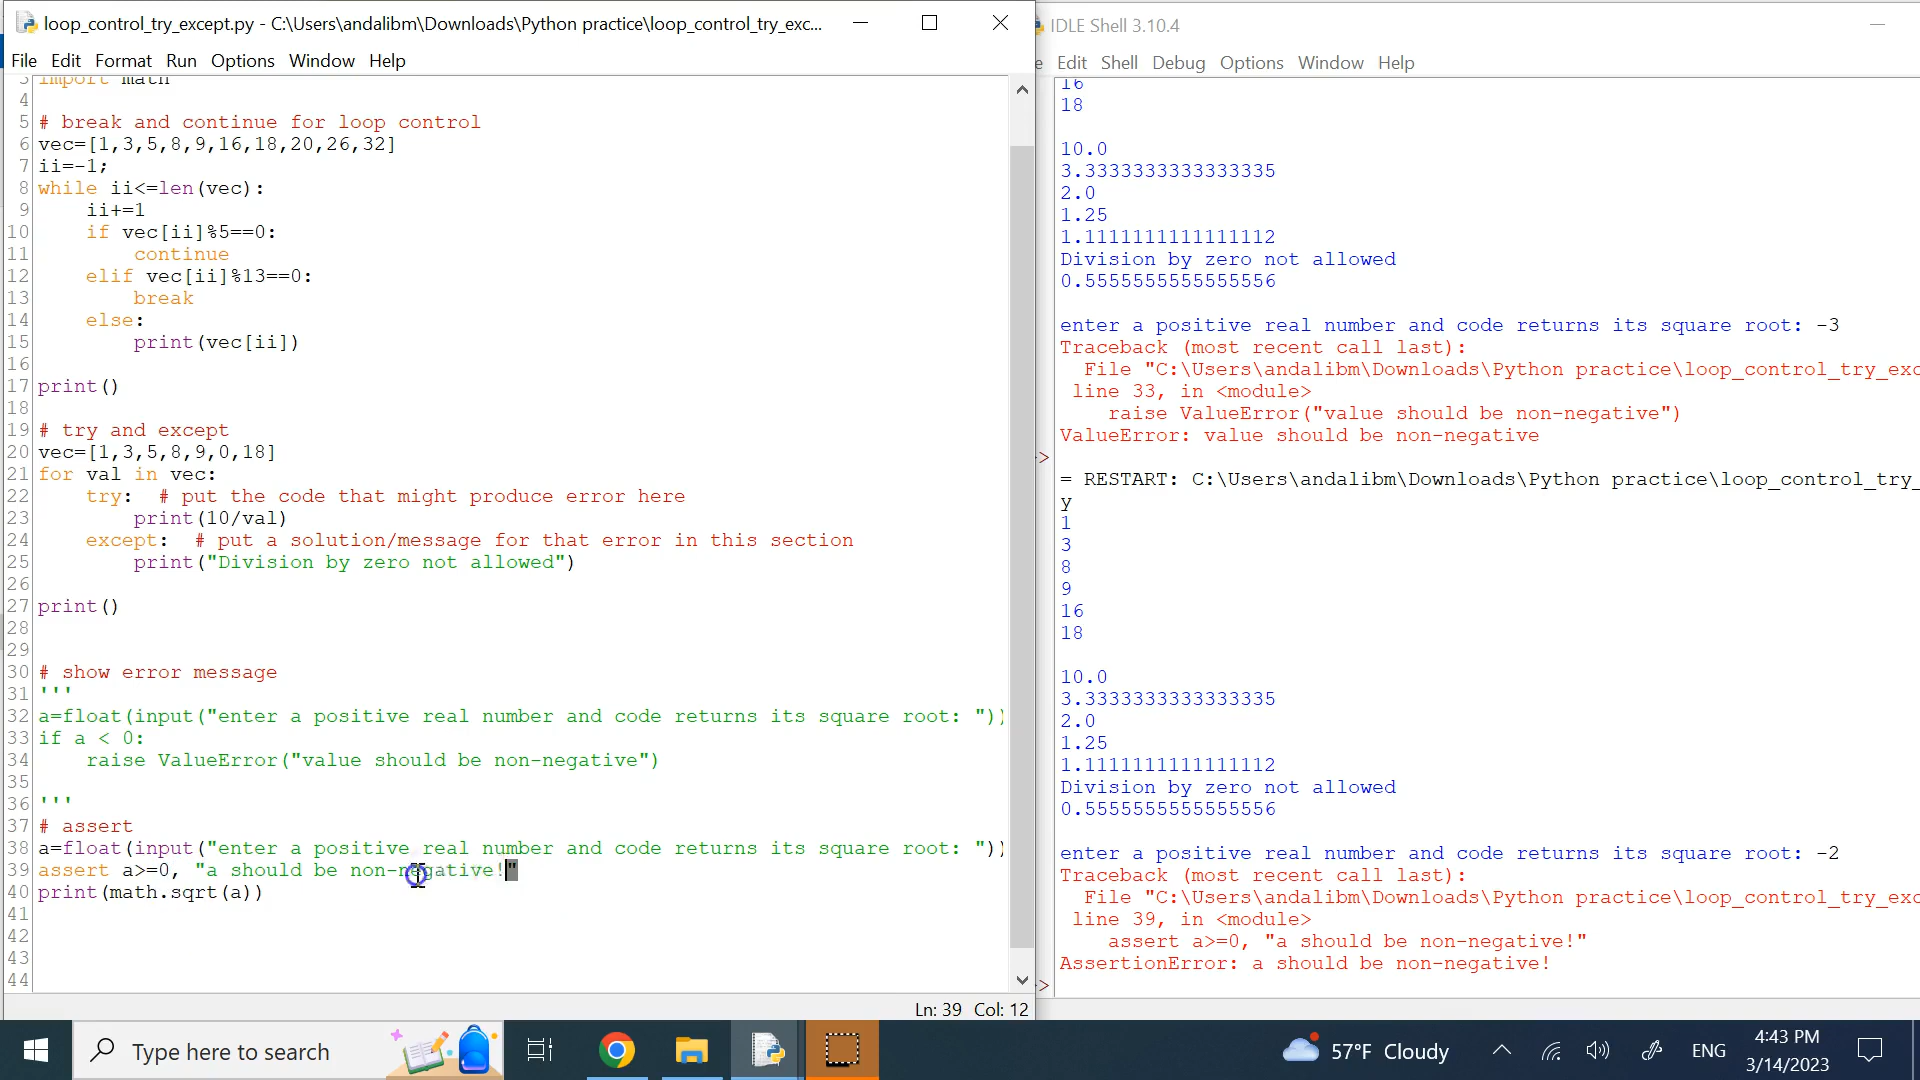 loop_control_try_except.py - C:\Users\andalibm\Downloads\Python practice\loop_control_try_exc...
File Edit Format Run Options Window Help
3 import math
4
5 # break and continue for loop control
6 vec=[1,3,5,8,9,16,18,20,26,32]
7 ii=-1;
8 while ii<=len(vec):
9     ii+=1
10     if vec[ii]%5==0:
11         continue
12     elif vec[ii]%13==0:
13         break
14     else:
15         print(vec[ii])
16
17 print()
18
19 # try and except
20 vec=[1,3,5,8,9,0,18]
21 for val in vec:
22     try:  # put the code that might produce error here
23         print(10/val)
24     except:  # put a solution/message for that error in this section
25         print("Division by zero not allowed")
26
27 print()
28
29
30 # show error message
31 '''
32 a=float(input("enter a positive real number and code returns its square root: "))
33 if a < 0:
34     raise ValueError("value should be non-negative")
35
36 '''
37 # assert
38 a=float(input("enter a positive real number and code returns its square root: "))
39 assert a>=0, "a should be non-negative!"
40 print(math.sqrt(a))
41
42
43
44
Ln: 39 Col: 12
IDLE Shell 3.10.4
e Edit Shell Debug Options Window Help
16
18
10.0
3.3333333333333335
2.0
1.25
1.1111111111111112
Division by zero not allowed
0.5555555555555556
enter a positive real number and code returns its square root: -3
Traceback (most recent call last):
File "C:\Users\andalibm\Downloads\Python practice\loop_control_try_exc
line 33, in <module>
raise ValueError("value should be non-negative")
ValueError: value should be non-negative
>
= RESTART: C:\Users\andalibm\Downloads\Python practice\loop_control_try_
y
1
3
8
9
16
18
10.0
3.3333333333333335
2.0
1.25
1.1111111111111112
Division by zero not allowed
0.5555555555555556
enter a positive real number and code returns its square root: -2
Traceback (most recent call last):
File "C:\Users\andalibm\Downloads\Python practice\loop_control_try_exc
line 39, in <module>
assert a>=0, "a should be non-negative!"
AssertionError: a should be non-negative!
>
Type here to search
57°F Cloudy
ENG
4:43 PM
3/14/2023